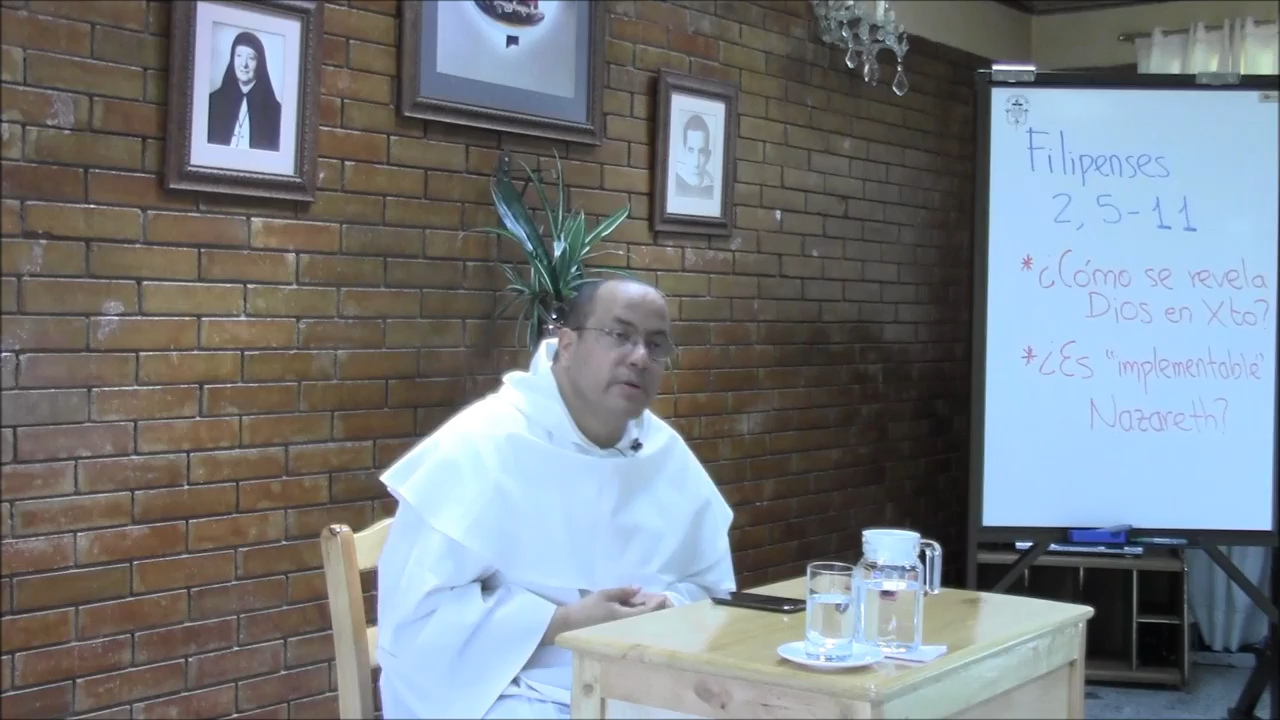 Filipenses
2, 5-11
* ¿Cómo se revela
Dios en Xto?
* ¿Es "implementable"
Nazareth?